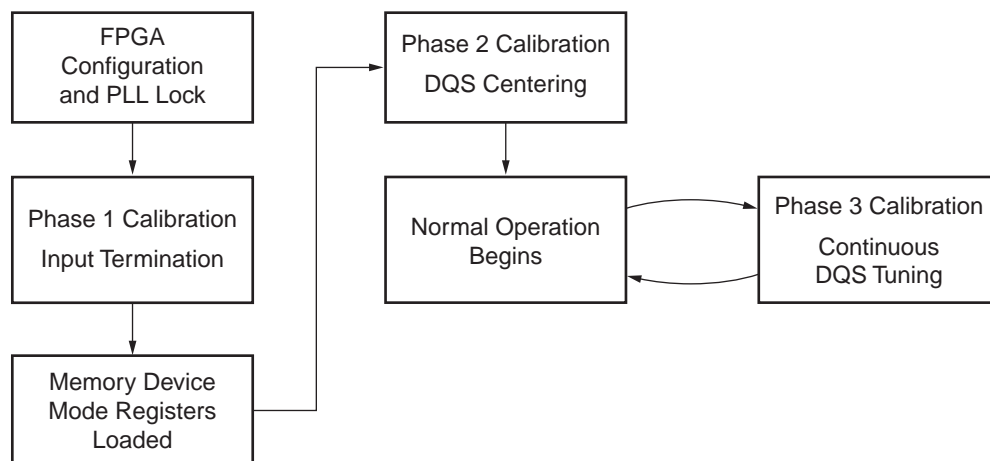 FPGA
Configuration
and PLL Lock
Phase 1 Calibration
Input Termination
Memory Device
Mode Registers
Loaded
Phase 2 Calibration
DQS Centering
Normal Operation
Begins
Phase 3 Calibration
Continuous
DQS Tuning